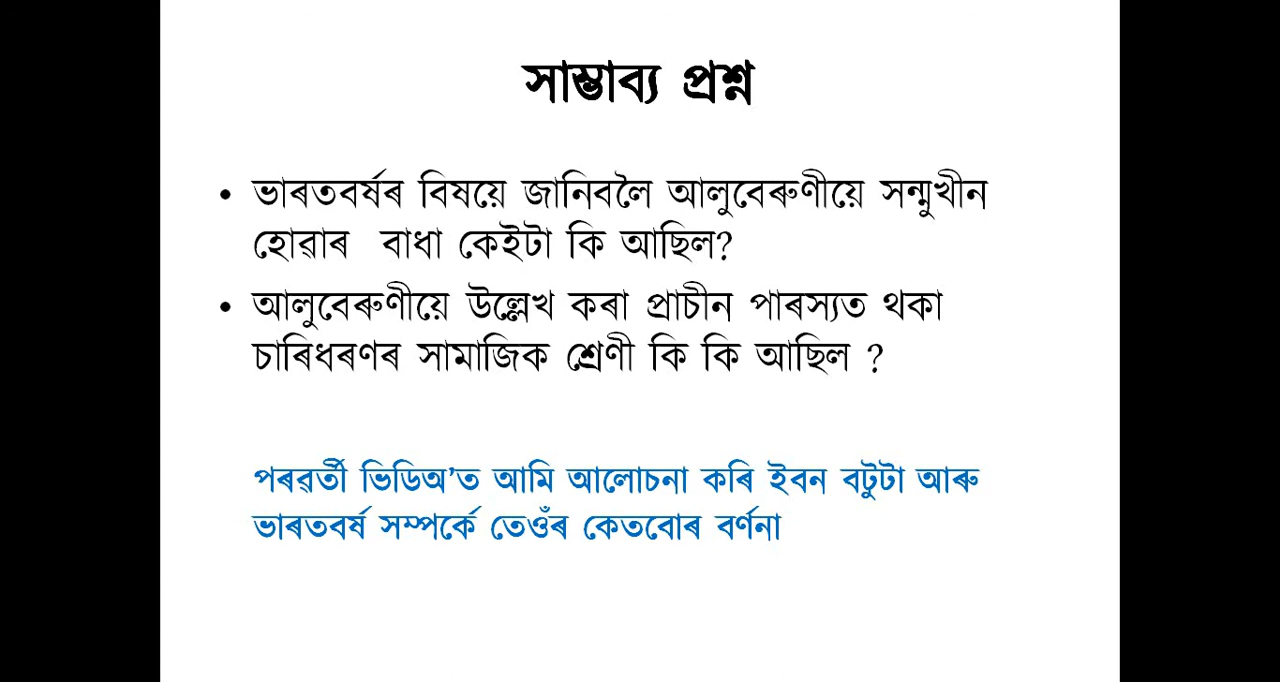 সাম্ভাব্য প্ৰশ্ন
• ভাৰতবৰ্ষৰ বিষয়ে জানিবলৈ আলুবেৰুণীয়ে সন্মুখীন
হোৱাৰ বাধা কেইটা কি আছিল?
• আলুবেৰুণীয়ে উল্লেখ কৰা প্ৰাচীন পাৰস্যত থকা
চাৰিধৰণৰ সামাজিক শ্ৰেণী কি কি আছিল ?
পৰৱৰ্তী ভিডিঅ’ত আমি আলোচনা কৰি ইবন বটুটা আৰু
ভাৰতবৰ্ষ সম্পৰ্কে তেওঁৰ কেতবোৰ বৰ্ণনা